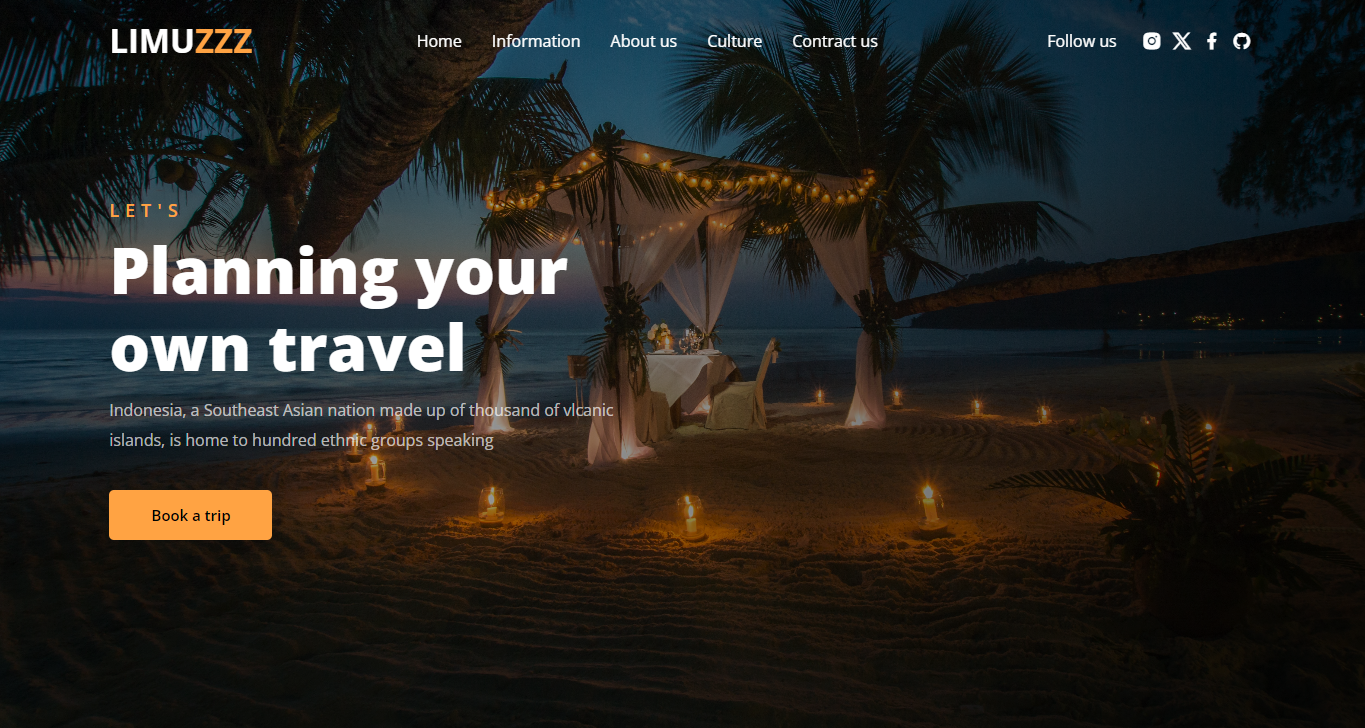 LIMUZZZ
Home Information About us Culture Contract us Follow us
LET'S
Planning your
own travel
Indonesia, a Southeast Asian nation made up of thousand of vlcanic
islands, is home to hundred ethnic groups speaking
Book a trip